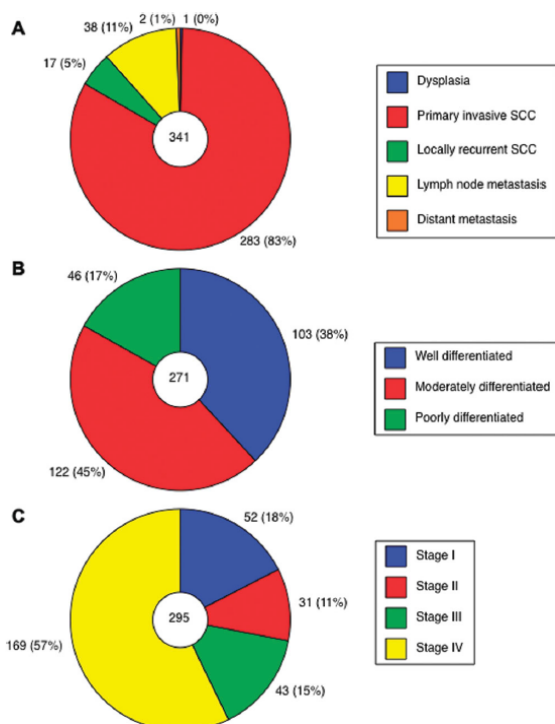 A
38 (11%)
2 (1%)
1 (0%)
17 (5%)
341
283 (83%)
Dysplasia
Primary invasive SCC
Locally recurrent SCC
Lymph node metastasis
Distant metastasis
B
46 (17%)
103 (38%)
271
122 (45%)
Well differentiated
Moderately differentiated
Poorly differentiated
C
52 (18%)
31 (11%)
295
169 (57%)
43 (15%)
Stage I
Stage II
Stage III
Stage IV